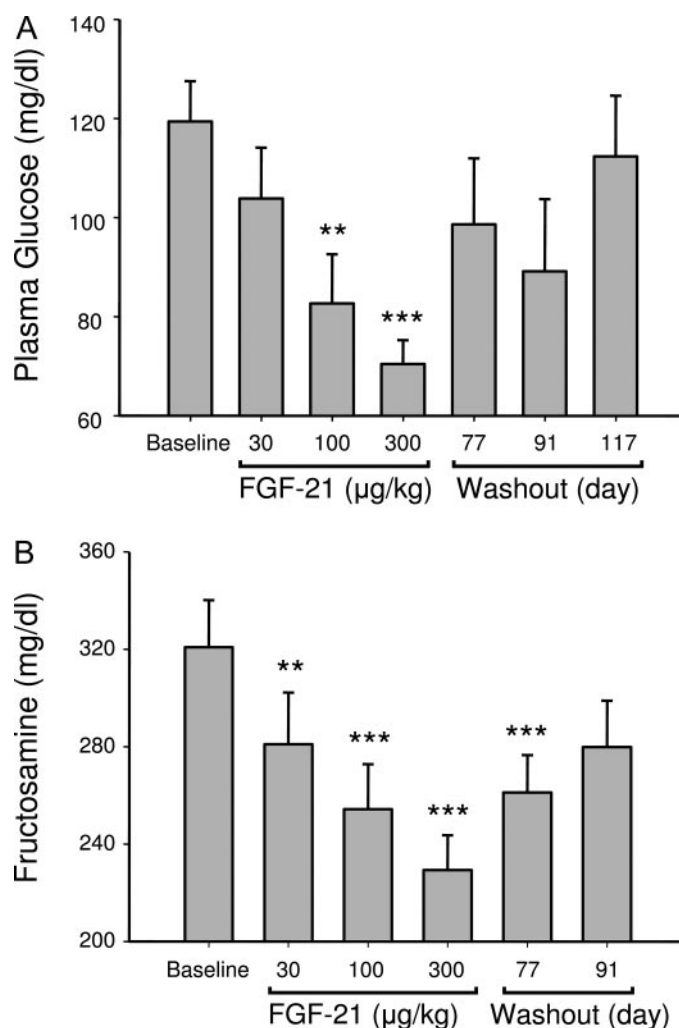 A
Plasma Glucose (mg/dl)
140
120
100
80
60
**
***
Baseline 30 100 300 77 91 117
FGF-21 (µg/kg) Washout (day)
B
Fructosamine (mg/dl)
360
320
280
240
200
**
***
***
***
Baseline 30 100 300 77 91
FGF-21 (µg/kg) Washout (day)